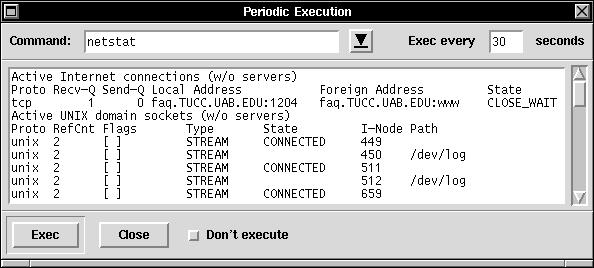 Periodic Execution
Command: netstat Exec every 30 seconds
Active Internet connections (w/o servers)
Proto Recv-Q Send-Q Local Address Foreign Address State
tcp 1 0 faq.TUCC.UAB.EDU:1204 faq.TUCC.UAB.EDU:www CLOSE_WAIT
Active UNIX domain sockets (w/o servers)
Proto RefCnt Flags Type State I-Node Path
unix 2 [ ] STREAM CONNECTED 449
unix 2 [ ] STREAM 450 /dev/log
unix 2 [ ] STREAM CONNECTED 511
unix 2 [ ] STREAM 512 /dev/log
unix 2 [ ] STREAM CONNECTED 659
Exec Close Don't execute